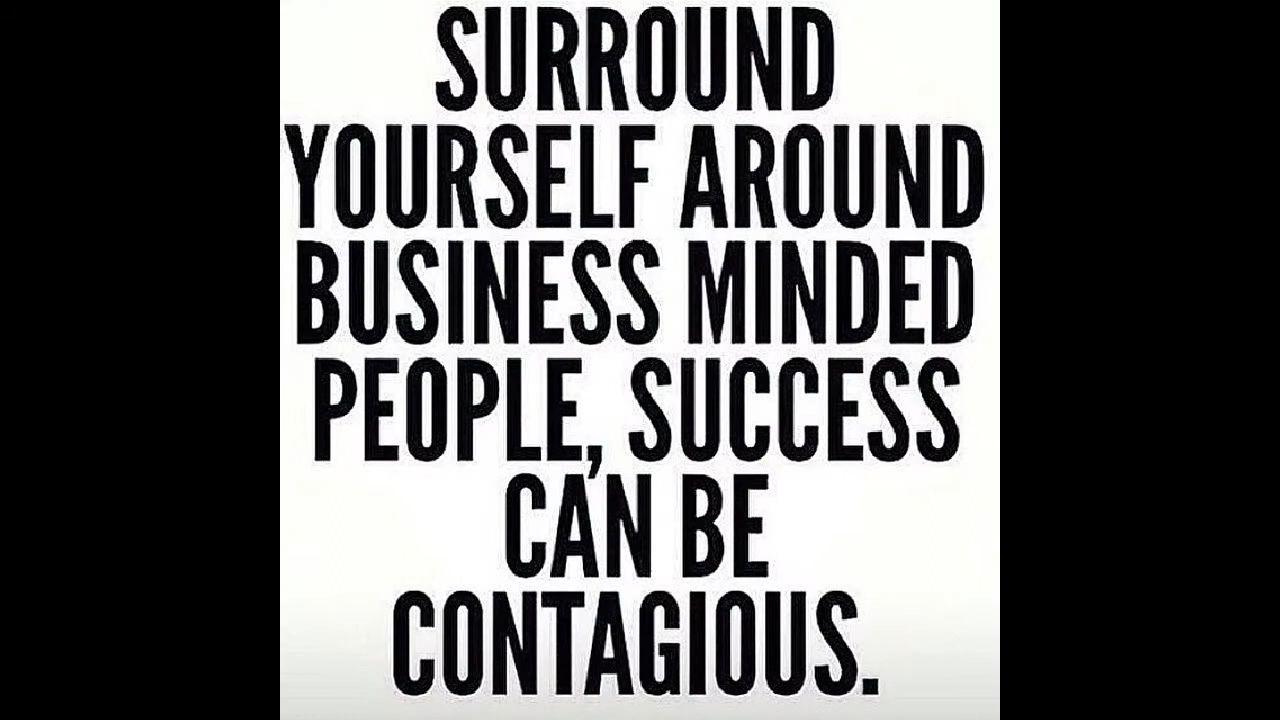 SURROUND
YOURSELF AROUND
BUSINESS MINDED
PEOPLE, SUCCESS
CAN BE
CONTAGIOUS.